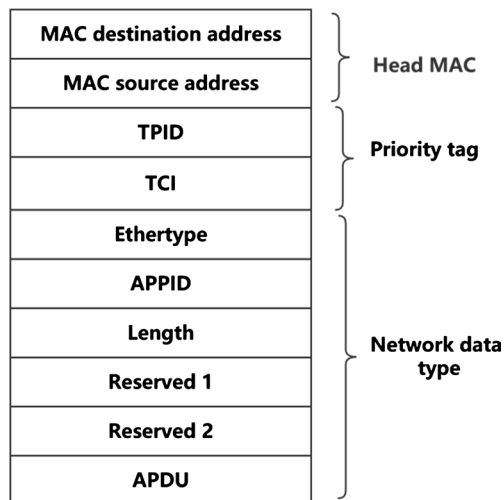 MAC destination address
MAC source address
Head MAC
TPID
TCI
Priority tag
Ethertype
APPID
Length
Reserved 1
Reserved 2
APDU
Network data
type